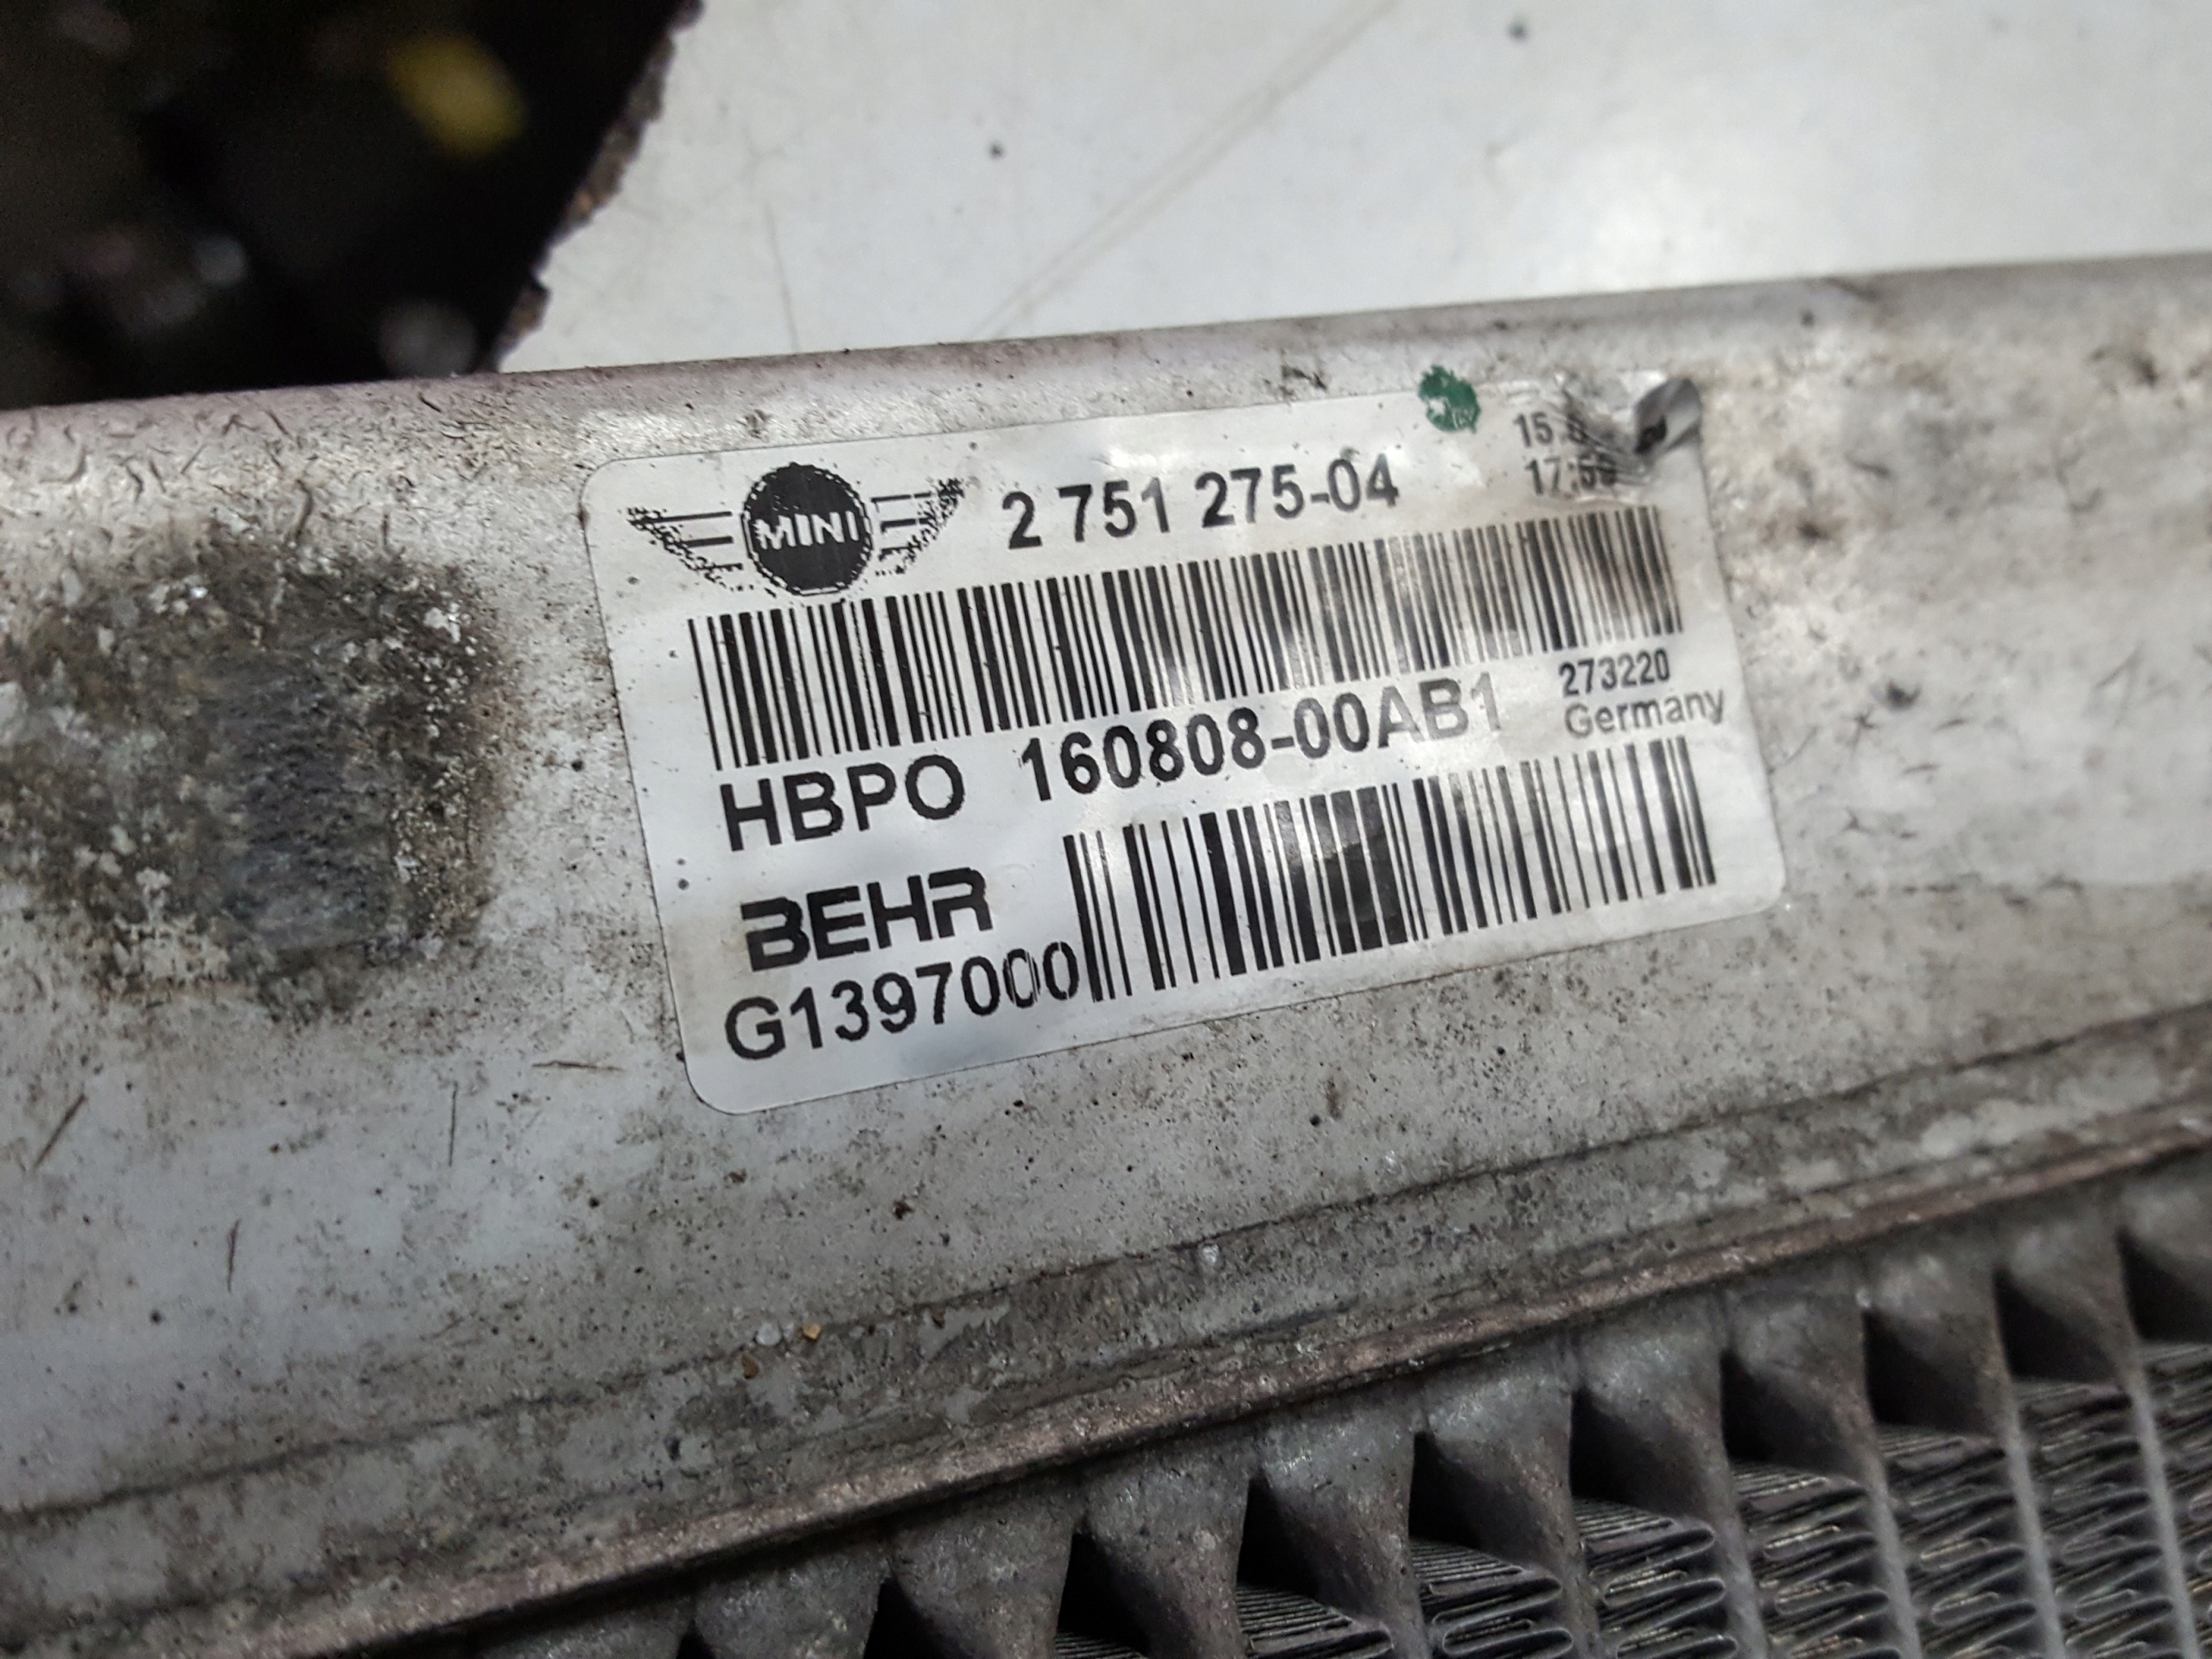 MINI 2 751 275-04
273220
HBPO 160808-00AB1 Germany
BEHR
G1397000